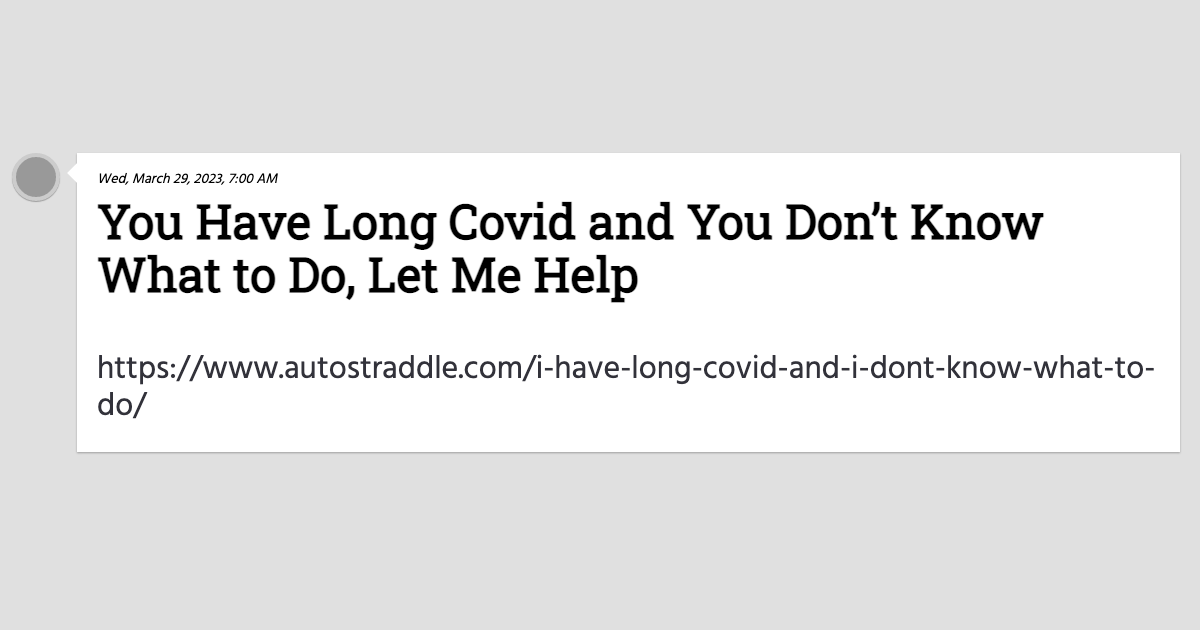 Wed, March 29, 2023, 7:00 AM
You Have Long Covid and You Don’t Know
What to Do, Let Me Help
https://www.autostraddle.com/i-have-long-covid-and-i-dont-know-what-to-
do/